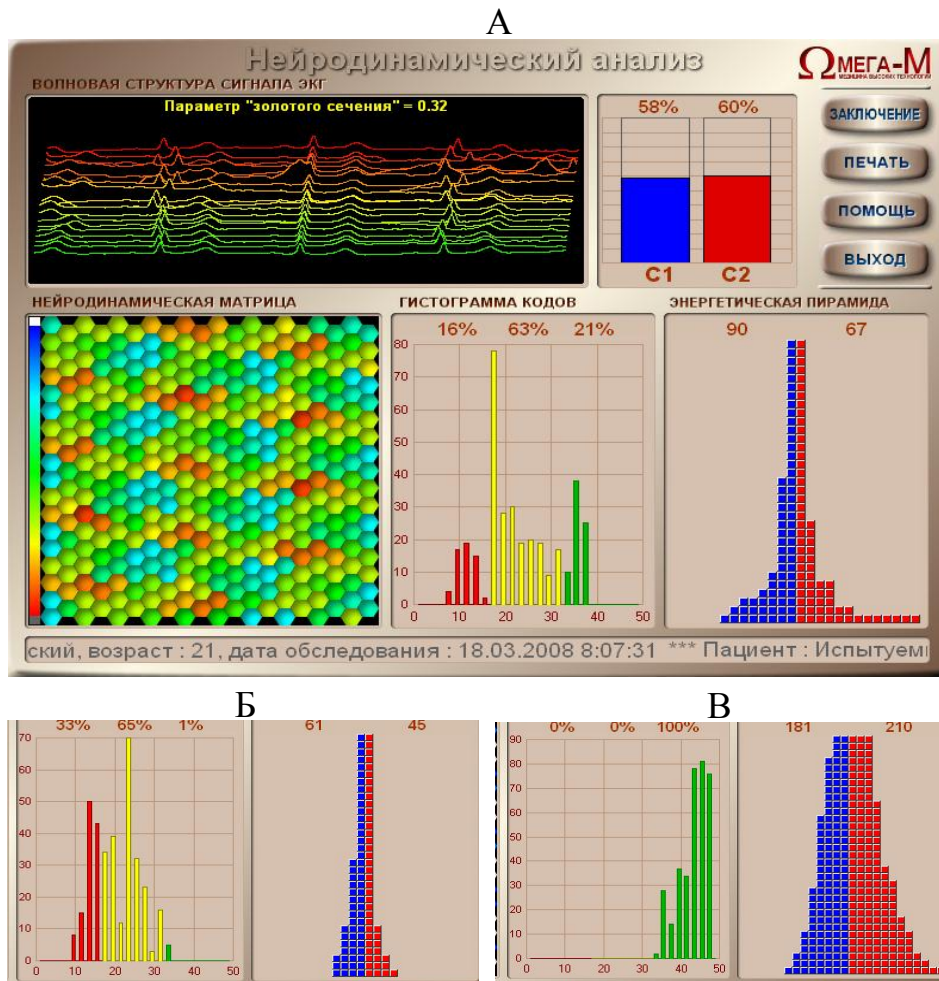 А
Нейродинамический анализ
ΩМЕГА-М
МЕДИЦИНА ВЫСОКИХ ТЕХНОЛОГИЙ
ВОЛНОВАЯ СТРУКТУРА СИГНАЛА ЭКГ
Параметр "золотого сечения" = 0.32
58% 60%
C1 C2
ЗАКЛЮЧЕНИЕ
ПЕЧАТЬ
ПОМОЩЬ
ВЫХОД
НЕЙРОДИНАМИЧЕСКАЯ МАТРИЦА
ГИСТОГРАММА КОДОВ
16% 63% 21%
80
70
60
50
40
30
20
10
0
0 10 20 30 40 50
ЭНЕРГЕТИЧЕСКАЯ ПИРАМИДА
90 67
ский, возраст : 21, дата обследования : 18.03.2008 8:07:31 *** Пациент : Испытуем
Б
33% 65% 1%
70
60
50
40
30
20
10
0
0 10 20 30 40 50
61 45
В
0% 0% 100%
90
80
70
60
50
40
30
20
10
0
0 10 20 30 40 50
181 210